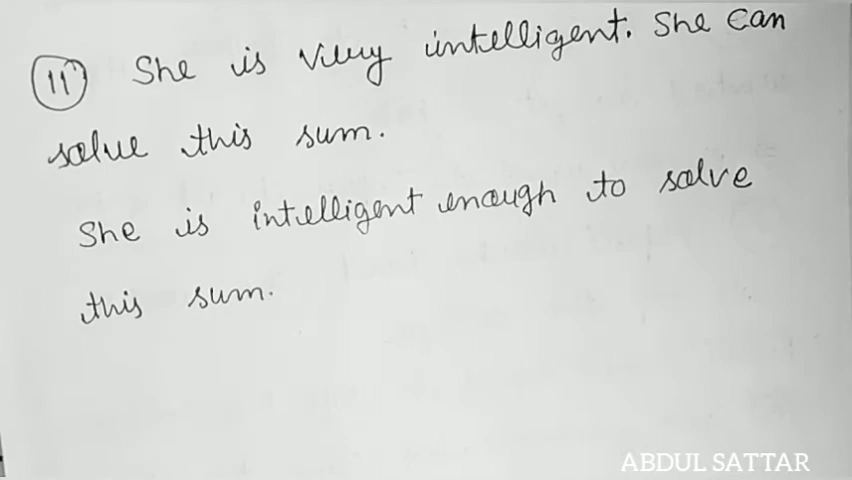 11 She is very intelligent. She can
solve this sum.
She is intelligent enough to solve
this sum.
ABDUL SATTAR